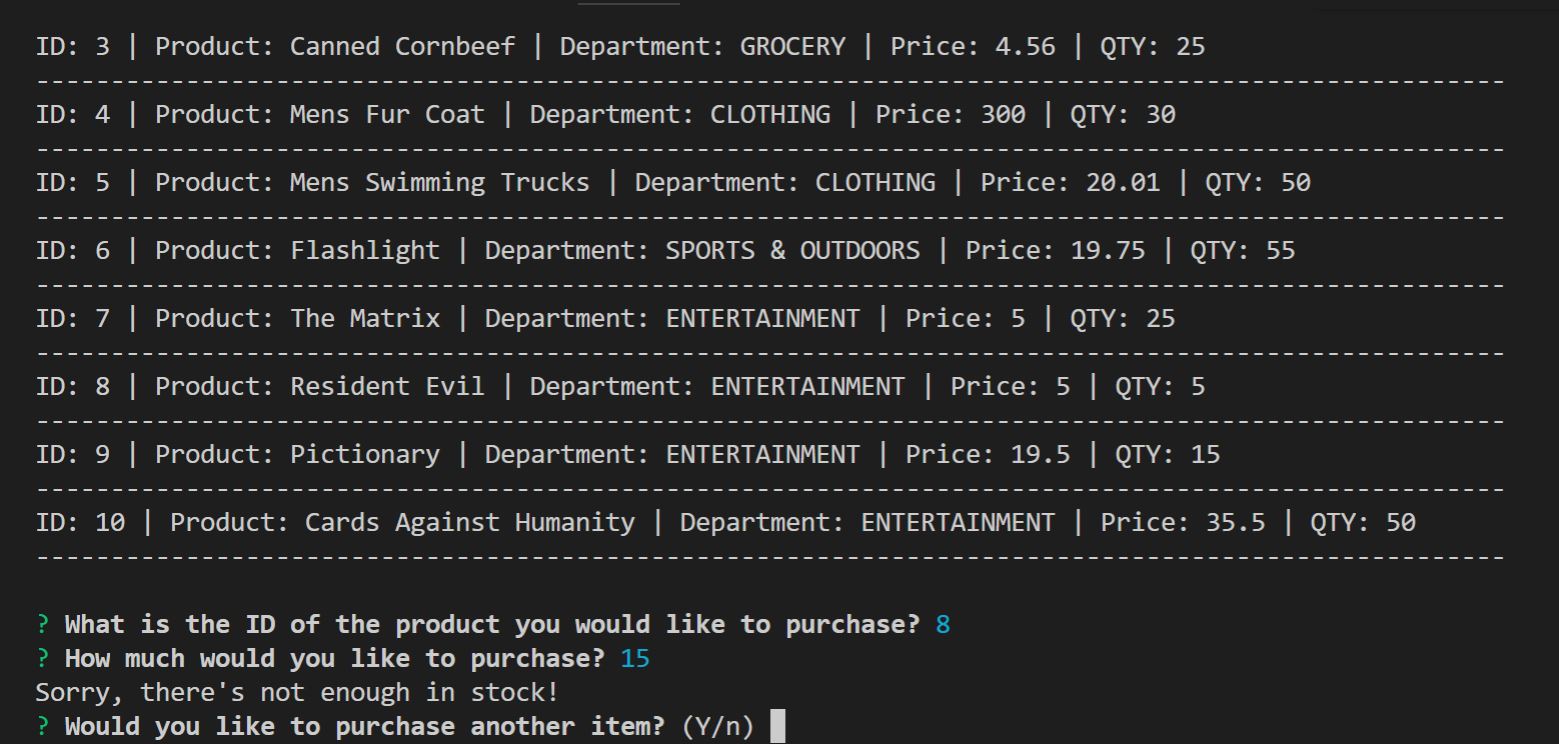 ID: 3 | Product: Canned Cornbeef | Department: GROCERY | Price: 4.56 | QTY: 25
--------------------------------------------------------------------------------------------------
ID: 4 | Product: Mens Fur Coat | Department: CLOTHING | Price: 300 | QTY: 30
--------------------------------------------------------------------------------------------------
ID: 5 | Product: Mens Swimming Trucks | Department: CLOTHING | Price: 20.01 | QTY: 50
--------------------------------------------------------------------------------------------------
ID: 6 | Product: Flashlight | Department: SPORTS & OUTDOORS | Price: 19.75 | QTY: 55
--------------------------------------------------------------------------------------------------
ID: 7 | Product: The Matrix | Department: ENTERTAINMENT | Price: 5 | QTY: 25
--------------------------------------------------------------------------------------------------
ID: 8 | Product: Resident Evil | Department: ENTERTAINMENT | Price: 5 | QTY: 5
--------------------------------------------------------------------------------------------------
ID: 9 | Product: Pictionary | Department: ENTERTAINMENT | Price: 19.5 | QTY: 15
--------------------------------------------------------------------------------------------------
ID: 10 | Product: Cards Against Humanity | Department: ENTERTAINMENT | Price: 35.5 | QTY: 50
--------------------------------------------------------------------------------------------------
? What is the ID of the product you would like to purchase? 8
? How much would you like to purchase? 15
Sorry, there's not enough in stock!
? Would you like to purchase another item? (Y/n)